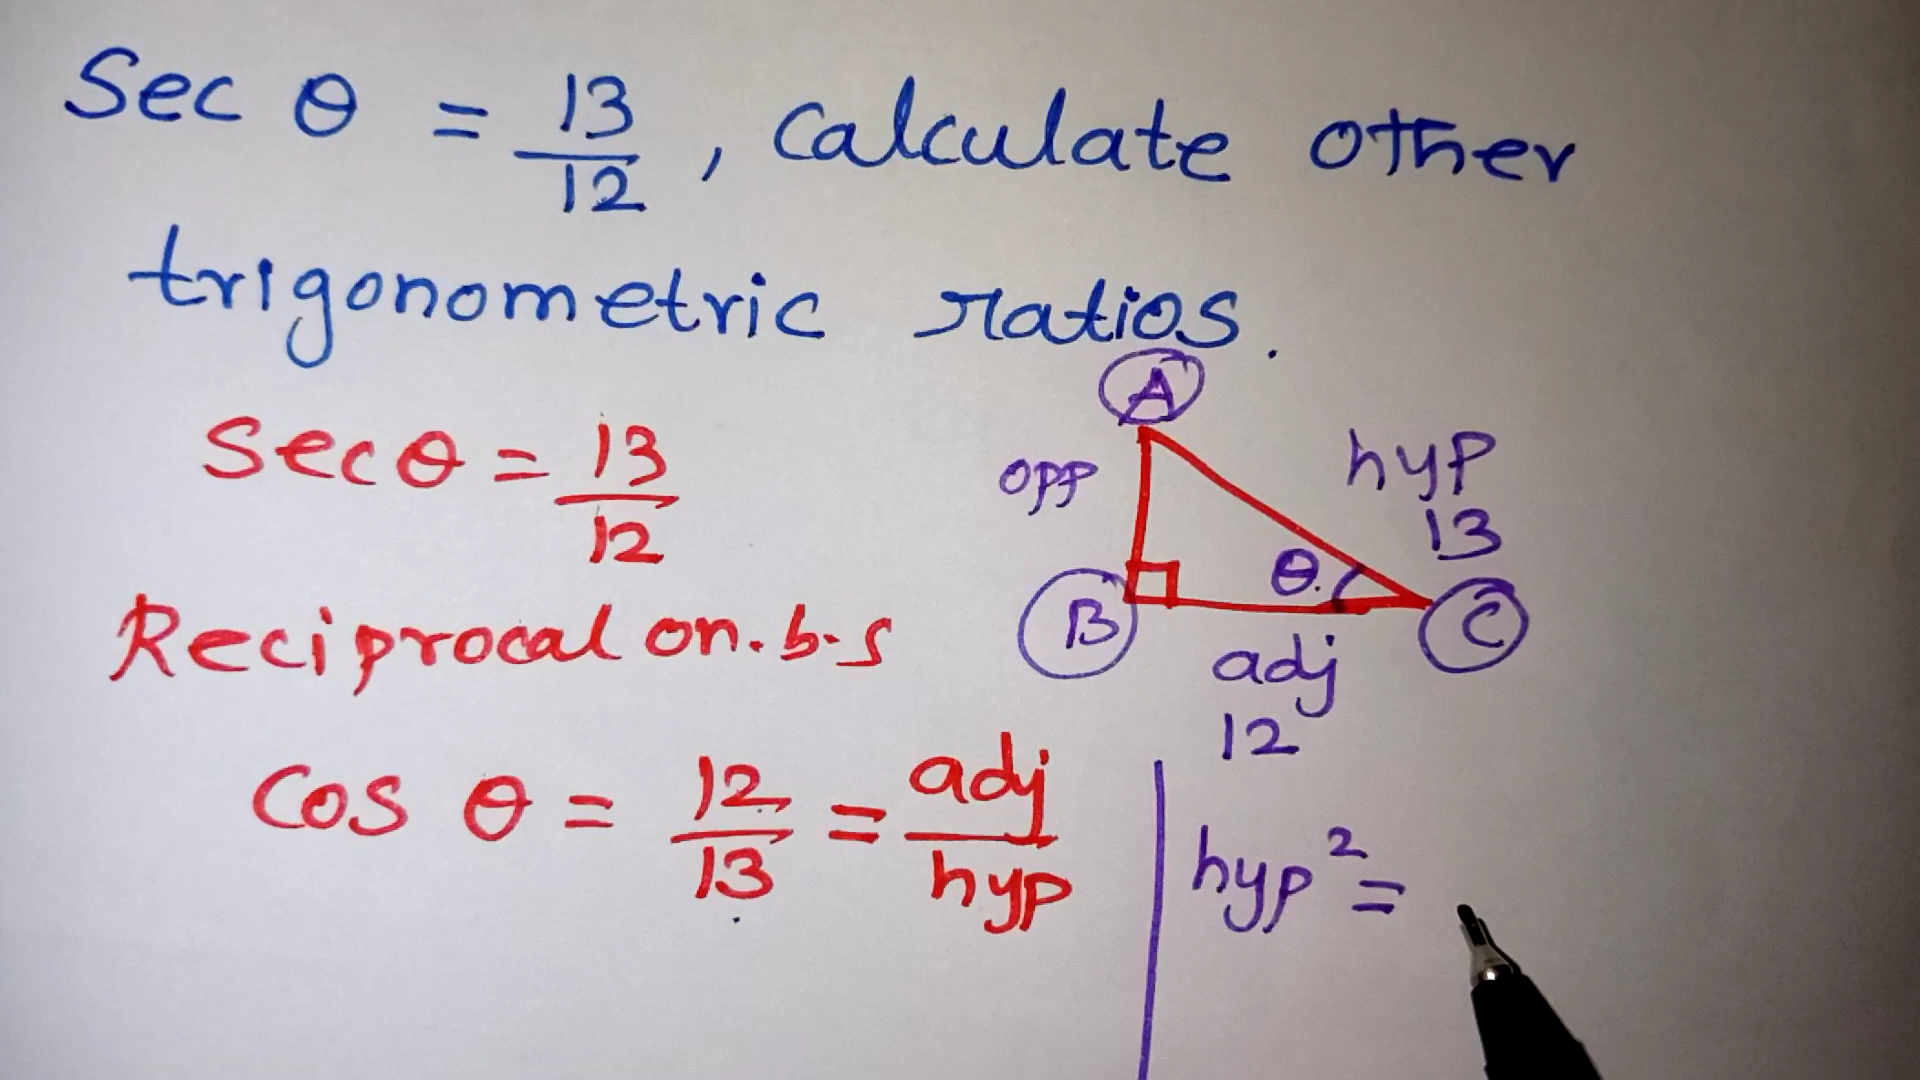 Sec θ = 13/12, calculate other
trigonometric ratios.
Sec θ = 13/12
Reciprocal on.b.s
Cos θ = 12/13 = adj/hyp
A
opp
hyp
13
θ
B
C
adj
12
hyp² =